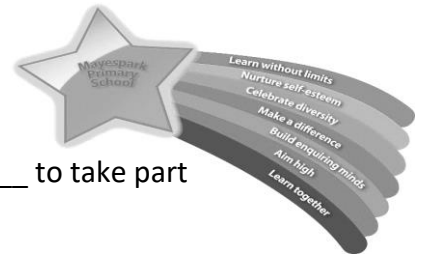 Mayespark
Primary
School
Learn without limits
Nurture self-esteem
Celebrate diversity
Make a difference
Build enquiring minds
Aim high
Learn together
__ to take part